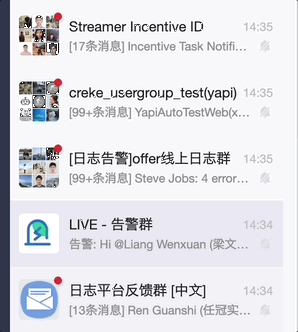 Streamer Incentive ID 14:35
[17条消息] Incentive Task Notifi...
creke_usergroup_test(yapi) 14:35
[99+条消息] YapiAutoTestWeb(x...
[日志告警]offer线上日志群 14:35
[99+条消息] Steve Jobs: 4 error...
LIVE - 告警群 14:34
告警: Hi @Liang Wenxuan (梁文...
日志平台反馈群 [中文] 14:34
[13条消息] Ren Guanshi (任冠实...